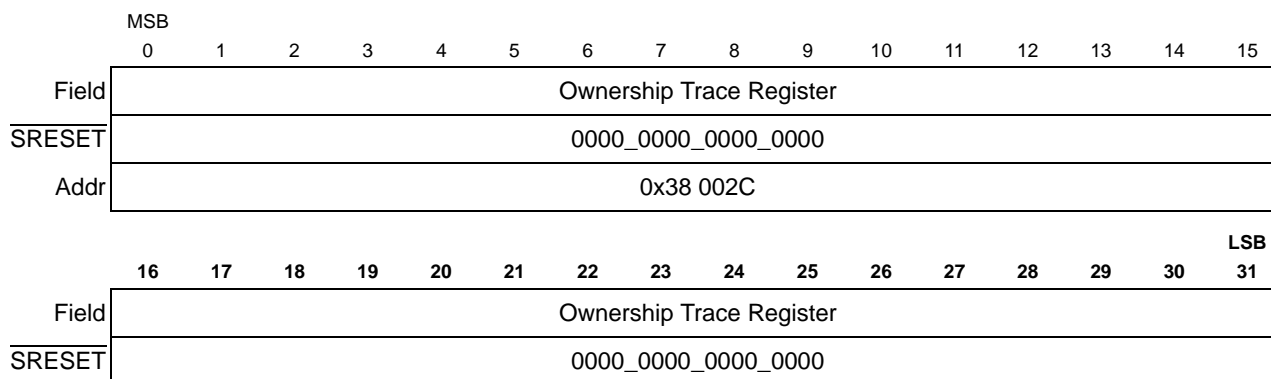 MSB
0 1 2 3 4 5 6 7 8 9 10 11 12 13 14 15
Field Ownership Trace Register
SRESET 0000_0000_0000_0000
Addr 0x38 002C
LSB
16 17 18 19 20 21 22 23 24 25 26 27 28 29 30 31
Field Ownership Trace Register
SRESET 0000_0000_0000_0000